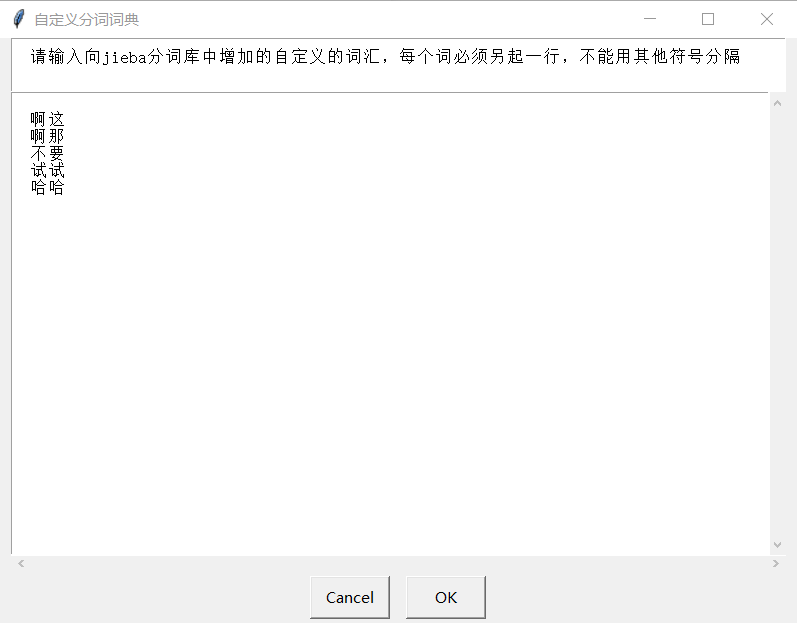 自定义分词词典
请输入向jieba分词库中增加的自定义的词汇，每个词必须另起一行，不能用其他符号分隔
啊这
啊那
不要
试试
哈哈
Cancel
OK